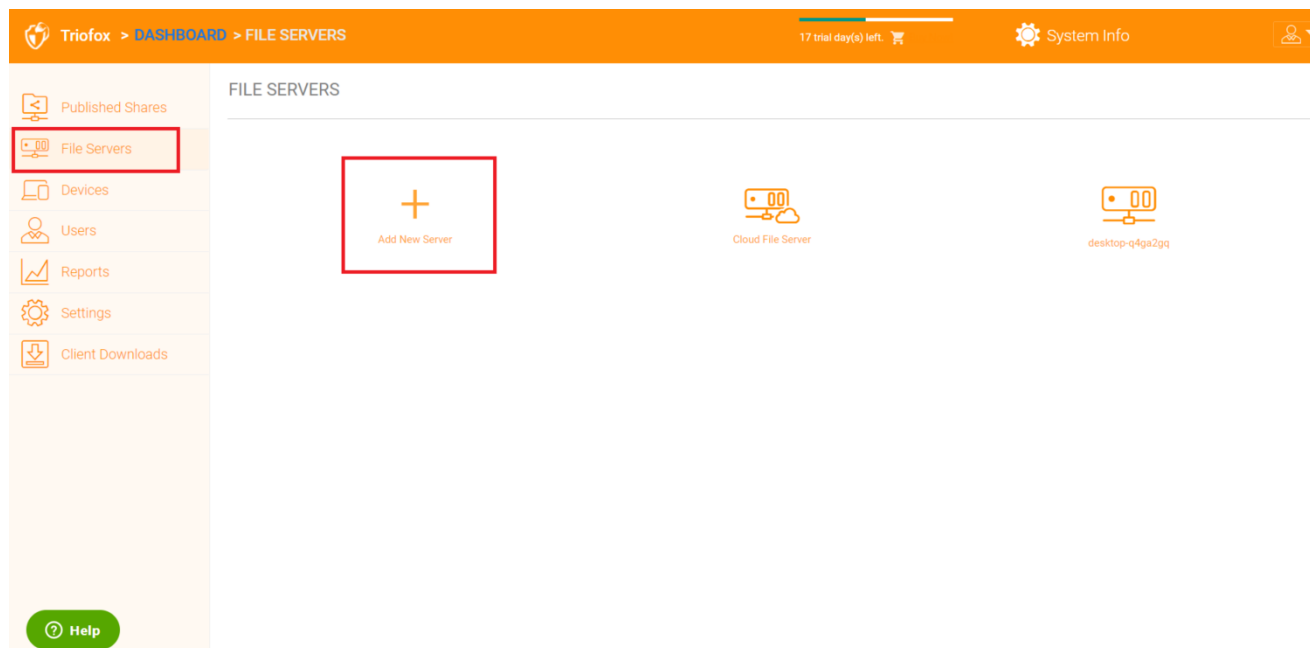 Triofox > DASHBOARD > FILE SERVERS
17 trial day(s) left.
System Info
Published Shares
File Servers
Devices
Users
Reports
Settings
Client Downloads
Help
FILE SERVERS
Add New Server
Cloud File Server
desktop-q4ga2gq